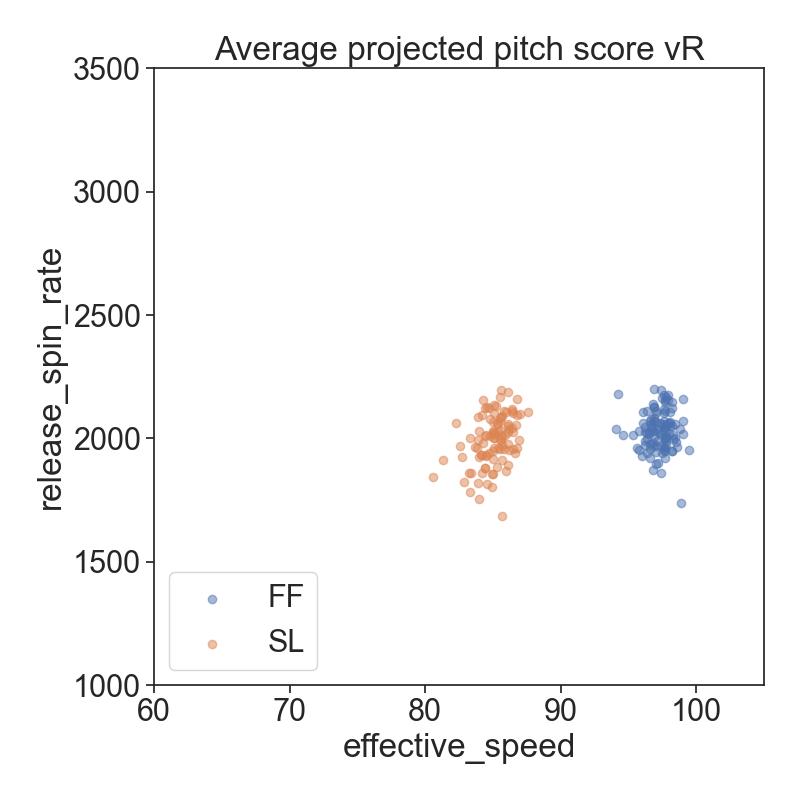 Average projected pitch score vR
3500
3000
2500
2000
1500
1000
release_spin_rate
FF
SL
60 70 80 90 100
effective_speed